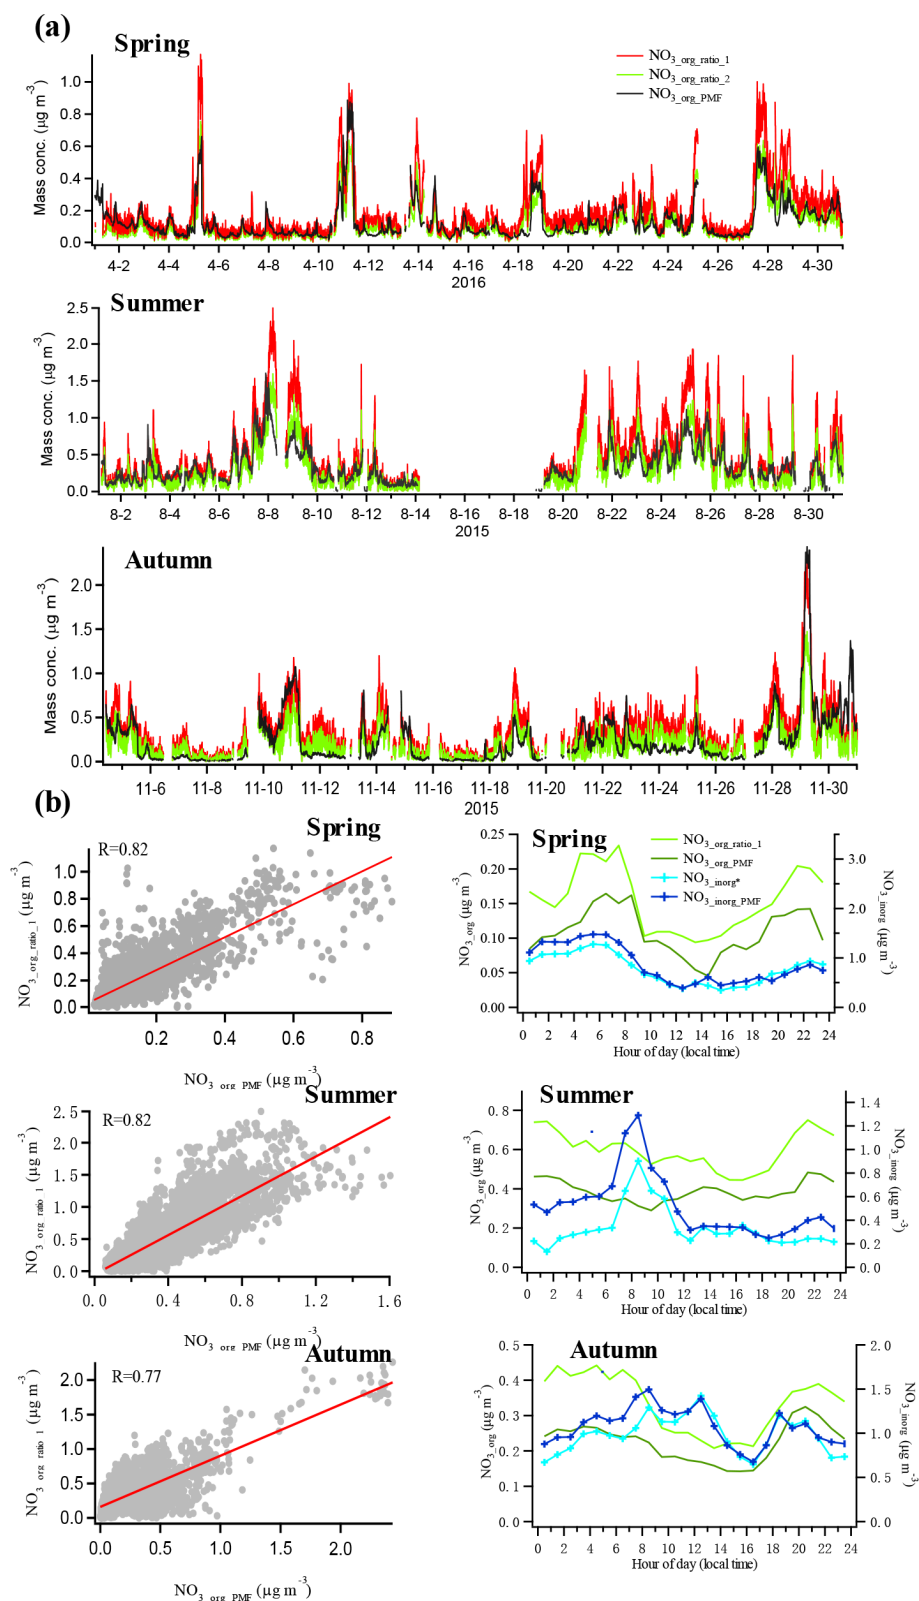 (a)
Spring
NO3_org_ratio_1
NO3_org_ratio_2
NO3_org_PMF
Mass conc. (µg m-3)
1.0
0.8
0.6
0.4
0.2
0.0
4-2 4-4 4-6 4-8 4-10 4-12 4-14 4-16 4-18 4-20 4-22 4-24 4-26 4-28 4-30
2016
Summer
Mass conc. (µg m-3)
2.5
2.0
1.5
1.0
0.5
0.0
8-2 8-4 8-6 8-8 8-10 8-12 8-14 8-16 8-18 8-20 8-22 8-24 8-26 8-28 8-30
2015
Autumn
Mass conc. (µg m-3)
2.0
1.5
1.0
0.5
0.0
11-6 11-8 11-10 11-12 11-14 11-16 11-18 11-20 11-22 11-24 11-26 11-28 11-30
2015
(b)
Spring
R=0.82
NO3_org_ratio_1 (µg m-3)
1.2
1.0
0.8
0.6
0.4
0.2
0.0
0.2 0.4 0.6 0.8
NO3_org_PMF (µg m-3)
Spring
NO3_org_ratio_1
NO3_org_PMF
NO3_inorg*
NO3_inorg_PMF
NO3_org (µg m-3)
0.25
0.20
0.15
0.10
0.05
0.00
3.0
2.0
1.0
0.0
NO3_inorg (µg m-3)
0 2 4 6 8 10 12 14 16 18 20 22 24
Hour of day (local time)
Summer
R=0.82
NO3_org_ratio_1 (µg m-3)
2.5
2.0
1.5
1.0
0.5
0.0
0.0 0.4 0.8 1.2 1.6
NO3_org_PMF (µg m-3)
Summer
NO3_org (µg m-3)
0.8
0.6
0.4
0.2
0.0
1.4
1.2
1.0
0.8
0.6
0.4
0.2
0.0
NO3_inorg (µg m-3)
0 2 4 6 8 10 12 14 16 18 20 22 24
Hour of day (local time)
Autumn
R=0.77
NO3_org_ratio_1 (µg m-3)
2.0
1.5
1.0
0.5
0.0
0.0 0.5 1.0 1.5 2.0
NO3_org_PMF (µg m-3)
Autumn
NO3_org (µg m-3)
0.5
0.4
0.3
0.2
0.1
0.0
2.0
1.5
1.0
0.5
0.0
NO3_inorg (µg m-3)
0 2 4 6 8 10 12 14 16 18 20 22 24
Hour of day (local time)